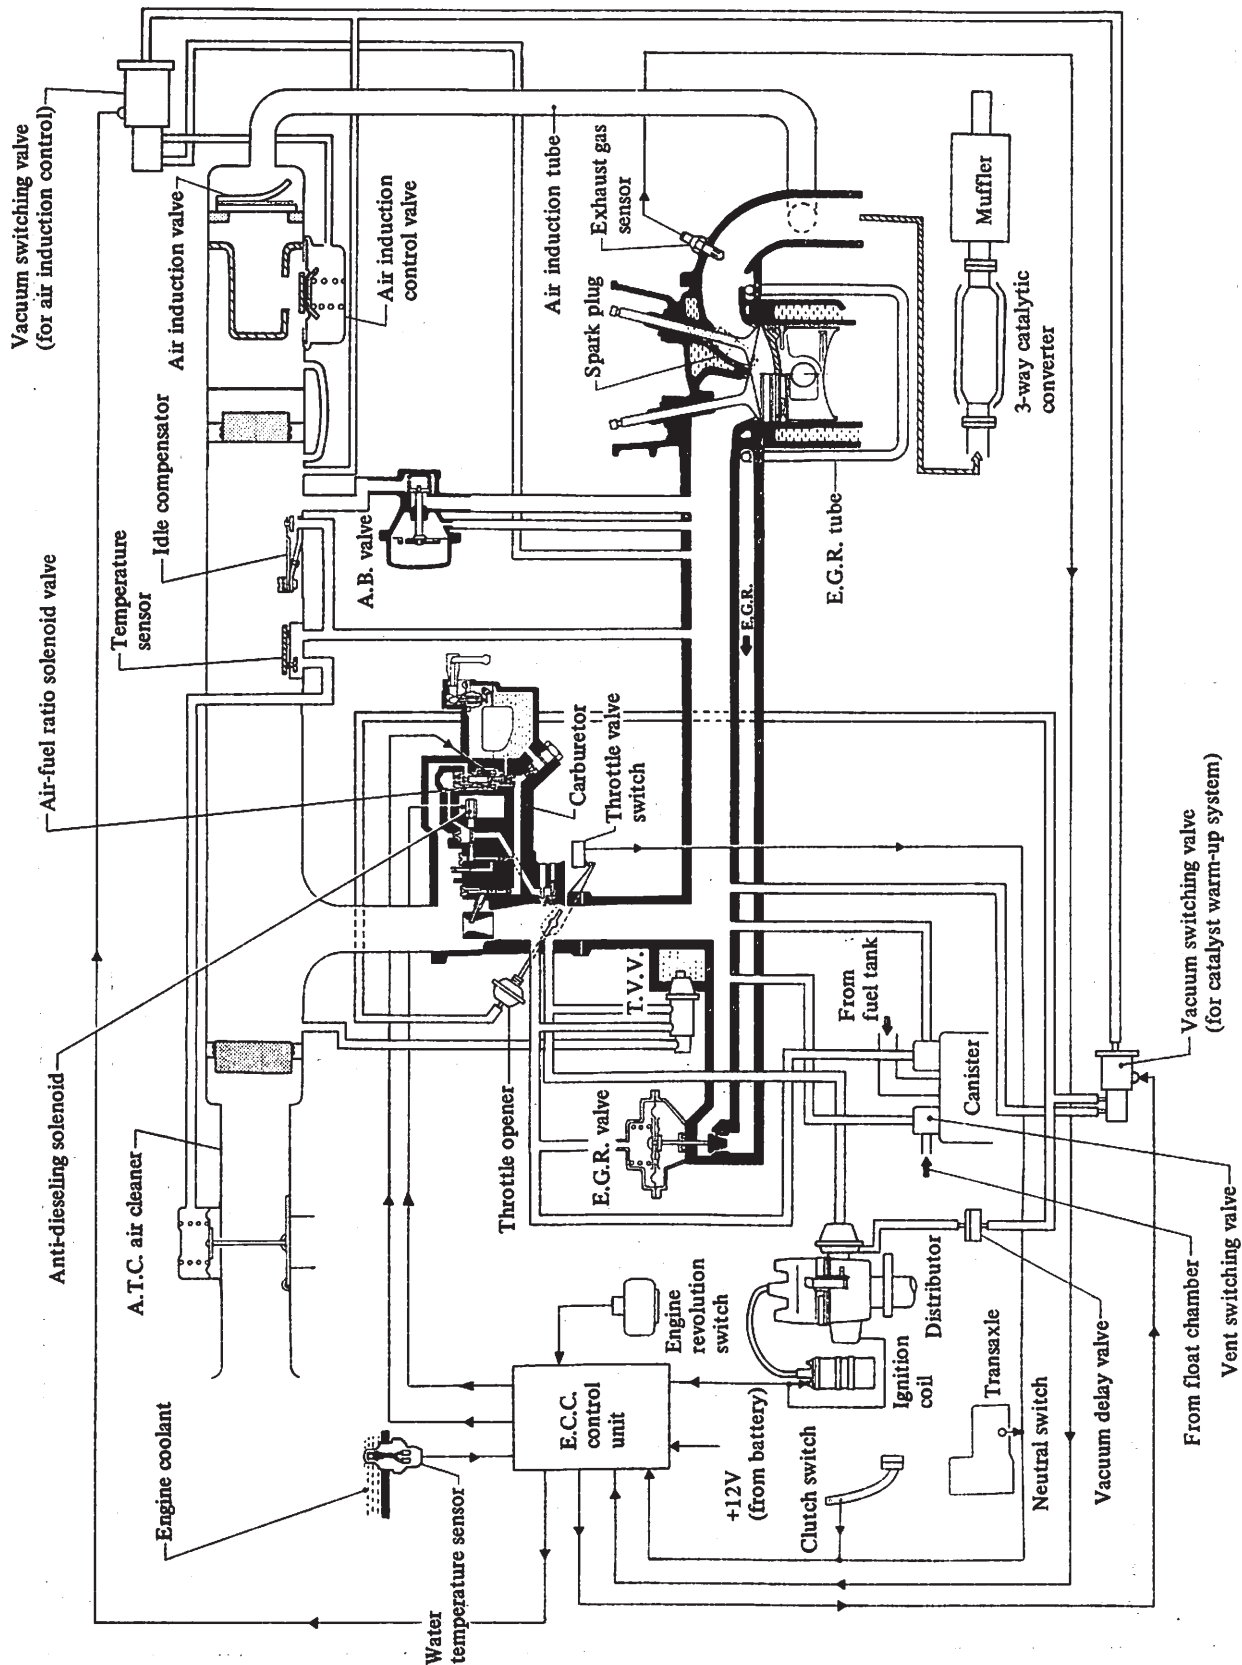 Vacuum switching valve
(for air induction control)
Air induction valve
Air induction
control valve
Air induction tube
Exhaust gas
sensor
Spark plug
Muffler
3-way catalytic
converter
Idle compensator
Temperature
sensor
Air-fuel ratio solenoid valve
A.B. valve
E.G.R. tube
E.G.R.
Carburetor
Throttle valve
switch
Anti-dieseling solenoid
A.T.C. air cleaner
Throttle opener
T.V.V.
E.G.R. valve
From
fuel tank
Canister
Vacuum switching valve
(for catalyst warm-up system)
Engine coolant
Water
temperature sensor
E.C.C.
control
unit
Engine
revolution
switch
+12V
(from battery)
Ignition
coil
Distributor
Clutch switch
Transaxle
Neutral switch
Vacuum delay valve
From float chamber
Vent switching valve